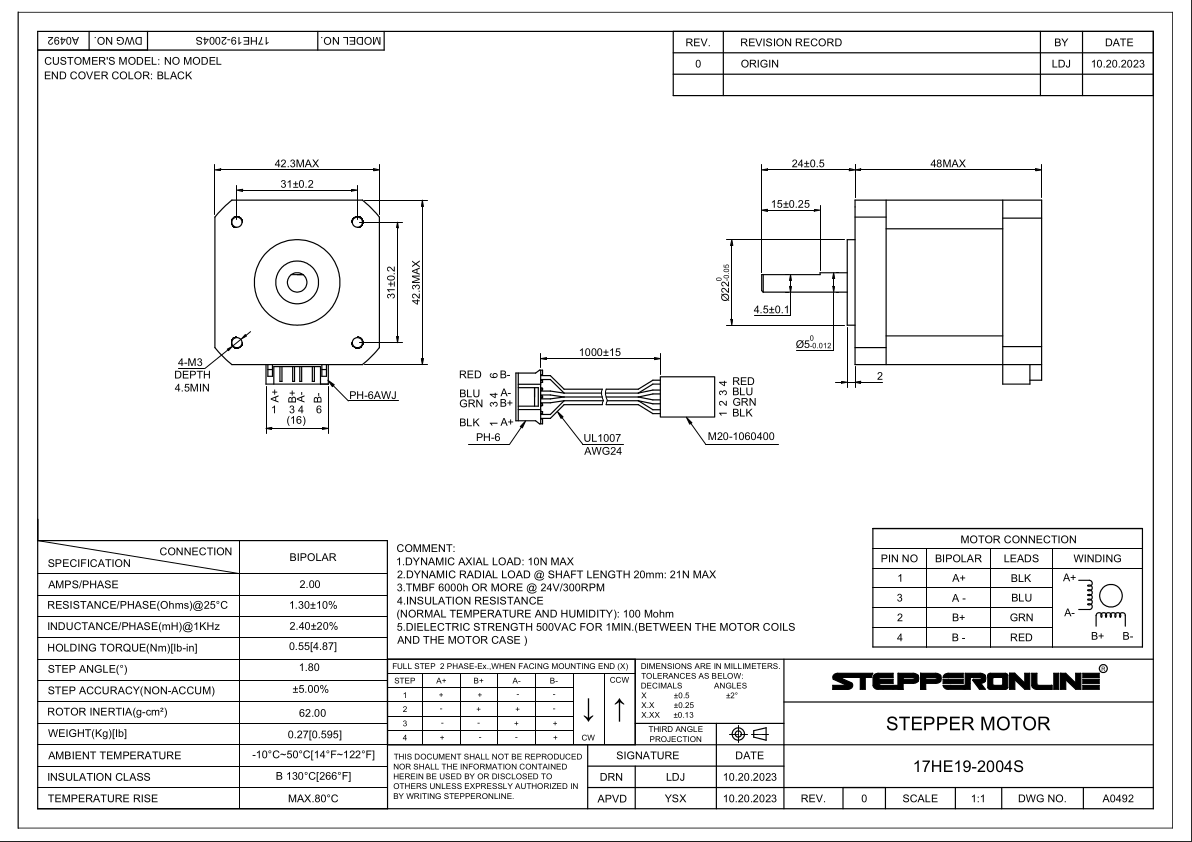 A0492 DWG NO. 17HE19-2004S MODEL NO.
CUSTOMER'S MODEL: NO MODEL
END COVER COLOR: BLACK
REV. REVISION RECORD BY DATE
0 ORIGIN LDJ 10.20.2023
42.3MAX
31±0.2
31±0.2
42.3MAX
4-M3
DEPTH
4.5MIN
A+ B+ A- B-
1 3 4 6
(16)
PH-6AWJ
1000±15
RED 6 B-
BLU 4 A-
GRN 3 B+
BLK 1 A+
PH-6
UL1007
AWG24
4 RED
3 BLU
2 GRN
1 BLK
M20-1060400
24±0.5
48MAX
15±0.25
Ø22 0 -0.05
4.5±0.1
Ø5 0 -0.012
2
CONNECTION
SPECIFICATION
BIPOLAR
AMPS/PHASE 2.00
RESISTANCE/PHASE(Ohms)@25°C 1.30±10%
INDUCTANCE/PHASE(mH)@1KHz 2.40±20%
HOLDING TORQUE(Nm)[lb-in] 0.55[4.87]
STEP ANGLE(°) 1.80
STEP ACCURACY(NON-ACCUM) ±5.00%
ROTOR INERTIA(g-cm²) 62.00
WEIGHT(Kg)[lb] 0.27[0.595]
AMBIENT TEMPERATURE -10°C~50°C[14°F~122°F]
INSULATION CLASS B 130°C[266°F]
TEMPERATURE RISE MAX.80°C
COMMENT:
1.DYNAMIC AXIAL LOAD: 10N MAX
2.DYNAMIC RADIAL LOAD @ SHAFT LENGTH 20mm: 21N MAX
3.TMBF 6000h OR MORE @ 24V/300RPM
4.INSULATION RESISTANCE
(NORMAL TEMPERATURE AND HUMIDITY): 100 Mohm
5.DIELECTRIC STRENGTH 500VAC FOR 1MIN.(BETWEEN THE MOTOR COILS
AND THE MOTOR CASE )
MOTOR CONNECTION
PIN NO BIPOLAR LEADS WINDING
1 A+ BLK
3 A - BLU
2 B+ GRN
4 B - RED
A+
A-
B+ B-
FULL STEP 2 PHASE-Ex.,WHEN FACING MOUNTING END (X)
STEP A+ B+ A- B- CCW
1 + + - -
2 - + + -
3 - - + +
4 + - - +
CW
DIMENSIONS ARE IN MILLIMETERS.
TOLERANCES AS BELOW:
DECIMALS ANGLES
X ±0.5 ±2°
X.X ±0.25
X.XX ±0.13
THIRD ANGLE
PROJECTION
THIS DOCUMENT SHALL NOT BE REPRODUCED
NOR SHALL THE INFORMATION CONTAINED
HEREIN BE USED BY OR DISCLOSED TO
OTHERS UNLESS EXPRESSLY AUTHORIZED IN
BY WRITING STEPPERONLINE.
SIGNATURE DATE
DRN LDJ 10.20.2023
APVD YSX 10.20.2023
STEPPERONLINE®
STEPPER MOTOR
17HE19-2004S
REV. 0 SCALE 1:1 DWG NO. A0492